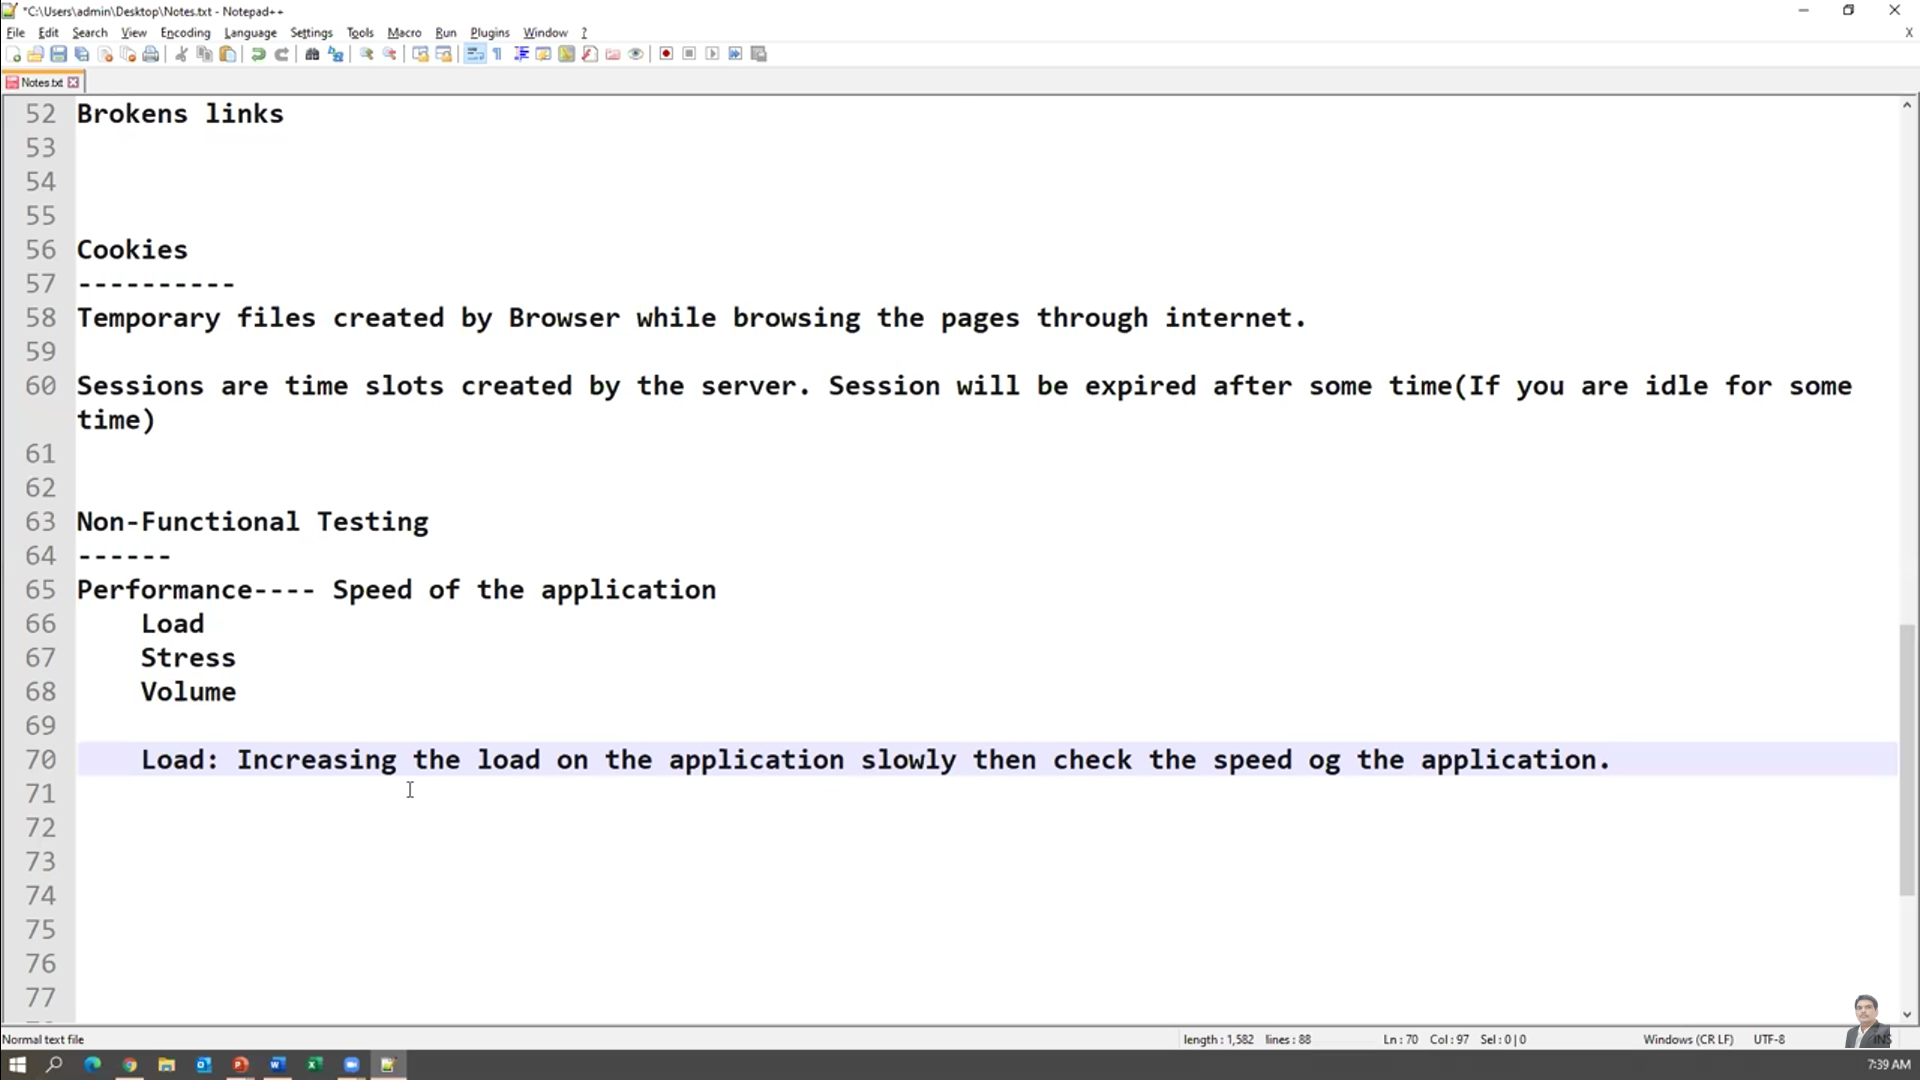 *C:\Users\admin\Desktop\Notes.txt - Notepad++
File Edit Search View Encoding Language Settings Tools Macro Run Plugins Window ? X
Notes.txt
52 Brokens links
53
54
55
56 Cookies
57 ----------
58 Temporary files created by Browser while browsing the pages through internet.
59
60 Sessions are time slots created by the server. Session will be expired after some time(If you are idle for some
time)
61
62
63 Non-Functional Testing
64 ------
65 Performance---- Speed of the application
66 Load
67 Stress
68 Volume
69
70 Load: Increasing the load on the application slowly then check the speed og the application.
71
72
73
74
75
76
77
Normal text file length : 1,582 lines : 88 Ln : 70 Col : 97 Sel : 0 | 0 Windows (CR LF) UTF-8 INS
7:39 AM